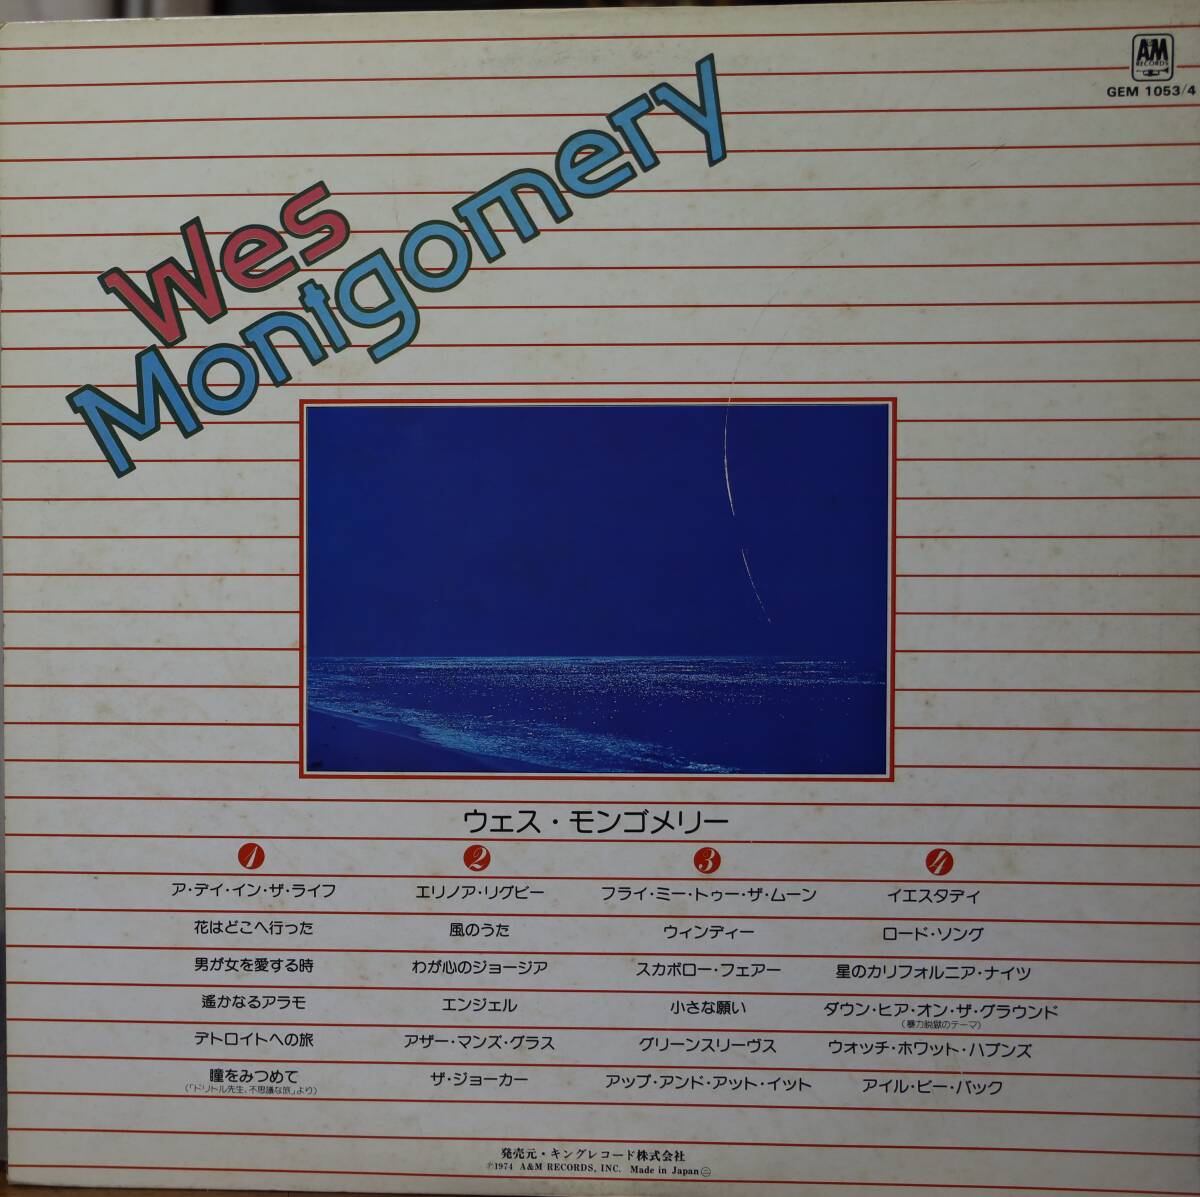 A&M
RECORDS
GEM 1053/4
Wes
Montgomery
ウェス・モンゴメリー
1
ア・デイ・イン・ザ・ライフ
花はどこへ行った
男が女を愛する時
遙かなるアラモ
デトロイトへの旅
瞳をみつめて
(「ドリトル先生、不思議な旅」より)
2
エリノア・リグビー
風のうた
わが心のジョージア
エンジェル
アザー・マンズ・グラス
ザ・ジョーカー
3
フライ・ミー・トゥー・ザ・ムーン
ウィンディー
スカボロー・フェアー
小さな願い
グリーンスリーヴス
アップ・アンド・アット・イット
4
イエスタデイ
ロード・ソング
星のカリフォルニア・ナイツ
ダウン・ヒア・オン・ザ・グラウンド
(暴力脱獄のテーマ)
ウオッチ・ホワット・ハプンズ
アイル・ビー・バック
発売元・キングレコード株式会社
℗1974 A&M RECORDS, INC. Made in Japan